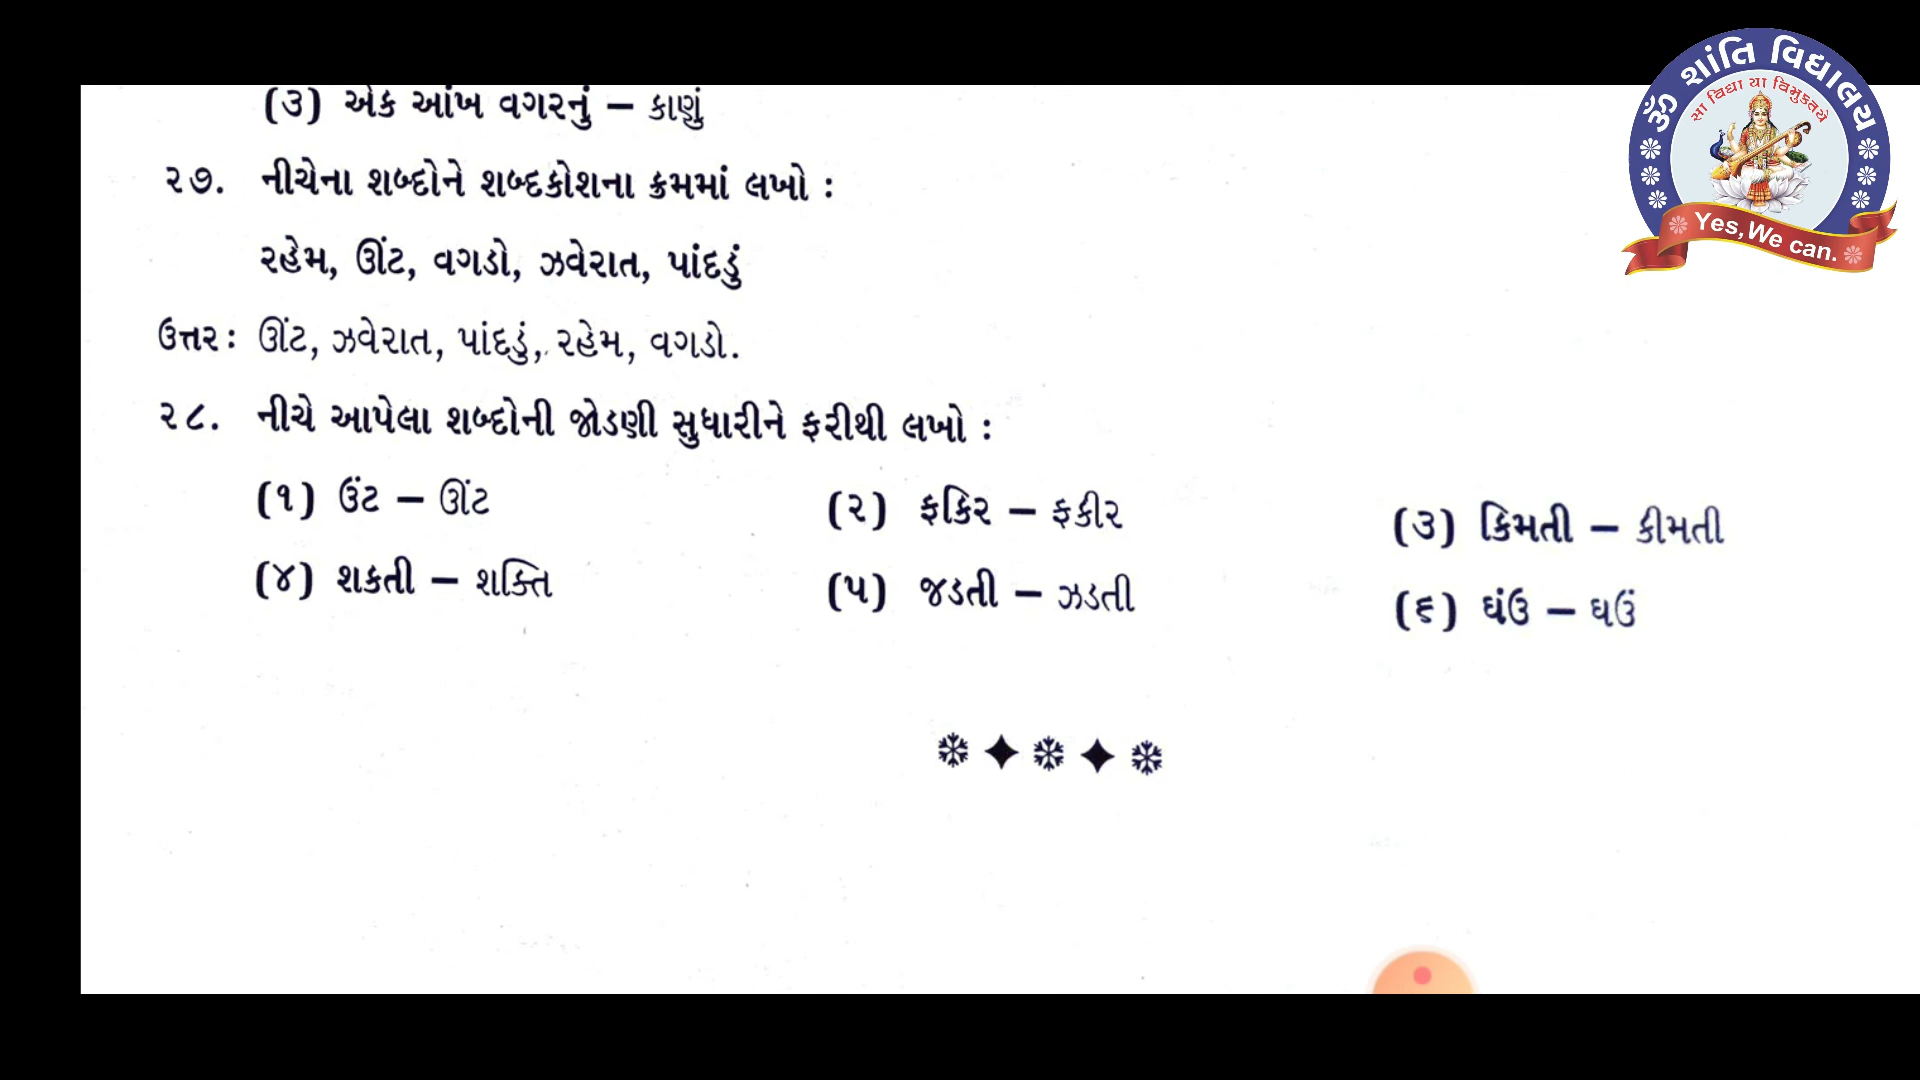 (૩) એક આંખ વગરનું – કાણું
૨૭. નીચેના શબ્દોને શબ્દકોશના ક્રમમાં લખો :
રહેમ, ઊંટ, વગડો, ઝવેરાત, પાંદડું
ઉત્તર : ઊંટ, ઝવેરાત, પાંદડું, રહેમ, વગડો.
૨૮. નીચે આપેલા શબ્દોની જોડણી સુધારીને ફરીથી લખો :
(૧) ઉંટ – ઊંટ (૨) ફકિર – ફકીર (૩) કિમતી – કીમતી
(૪) શકતી – શક્તિ (૫) જડતી – ઝડતી (૬) ઘંઉ – ઘઉં
ૐ શાંતિ વિદ્યાલય
સા વિદ્યા યા વિમુક્તયે
Yes, We can.